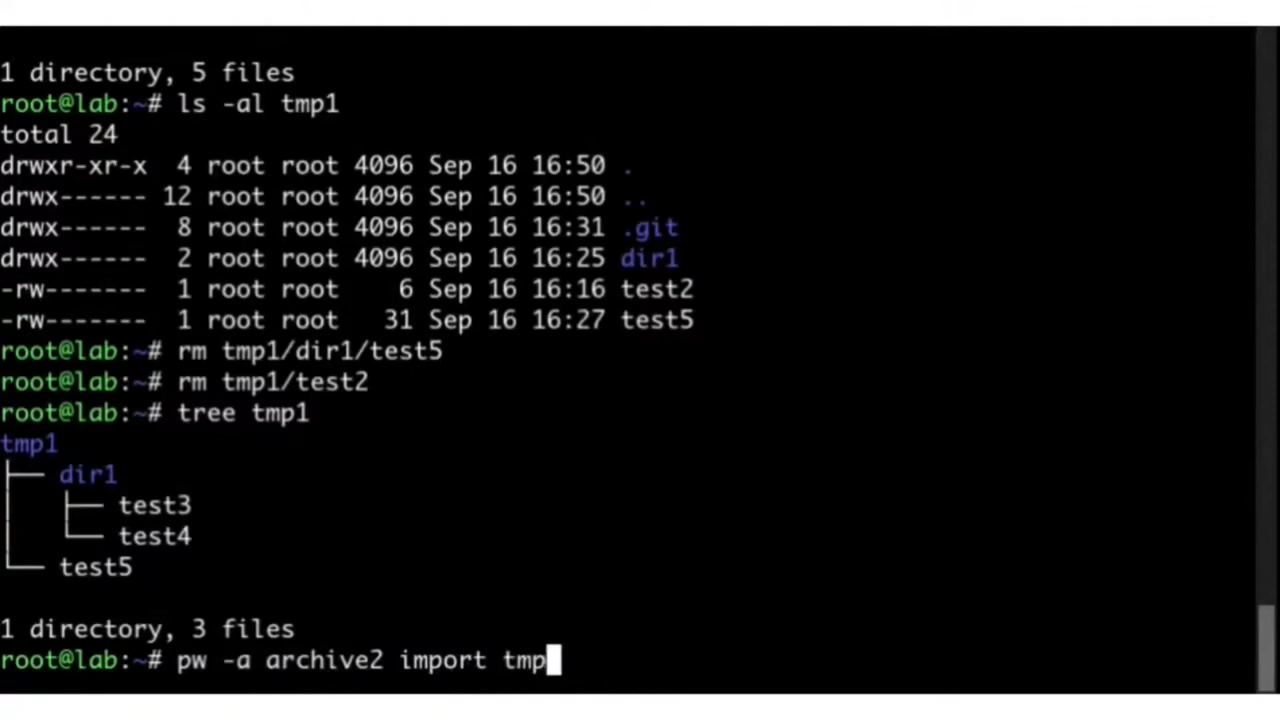 1 directory, 5 files
root@lab:~# ls -al tmp1
total 24
drwxr-xr-x  4 root root 4096 Sep 16 16:50 .
drwx------ 12 root root 4096 Sep 16 16:50 ..
drwx------  8 root root 4096 Sep 16 16:31 .git
drwx------  2 root root 4096 Sep 16 16:25 dir1
-rw-------  1 root root    6 Sep 16 16:16 test2
-rw-------  1 root root   31 Sep 16 16:27 test5
root@lab:~# rm tmp1/dir1/test5
root@lab:~# rm tmp1/test2
root@lab:~# tree tmp1
tmp1
├── dir1
│   ├── test3
│   └── test4
└── test5
1 directory, 3 files
root@lab:~# pw -a archive2 import tmp